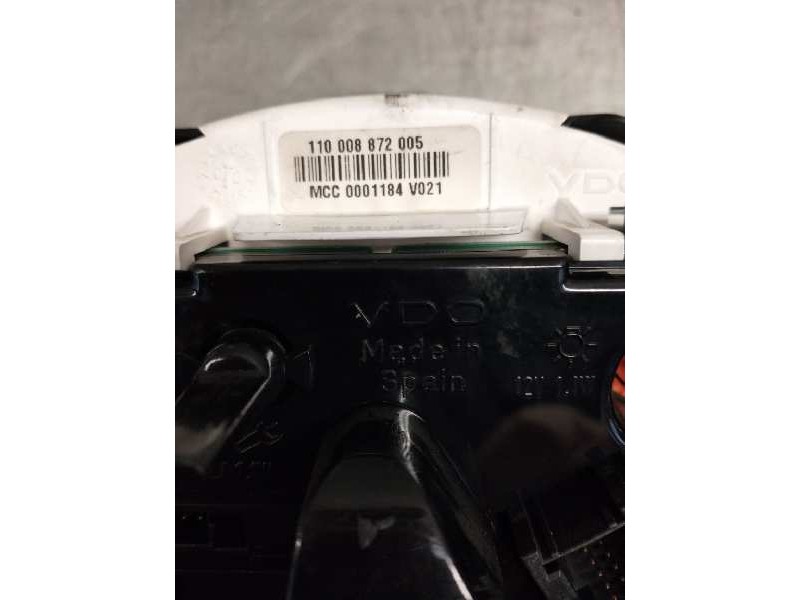 110 008 872 005
MCC 0001184 V021
VDO
VDO
Made in
Spain